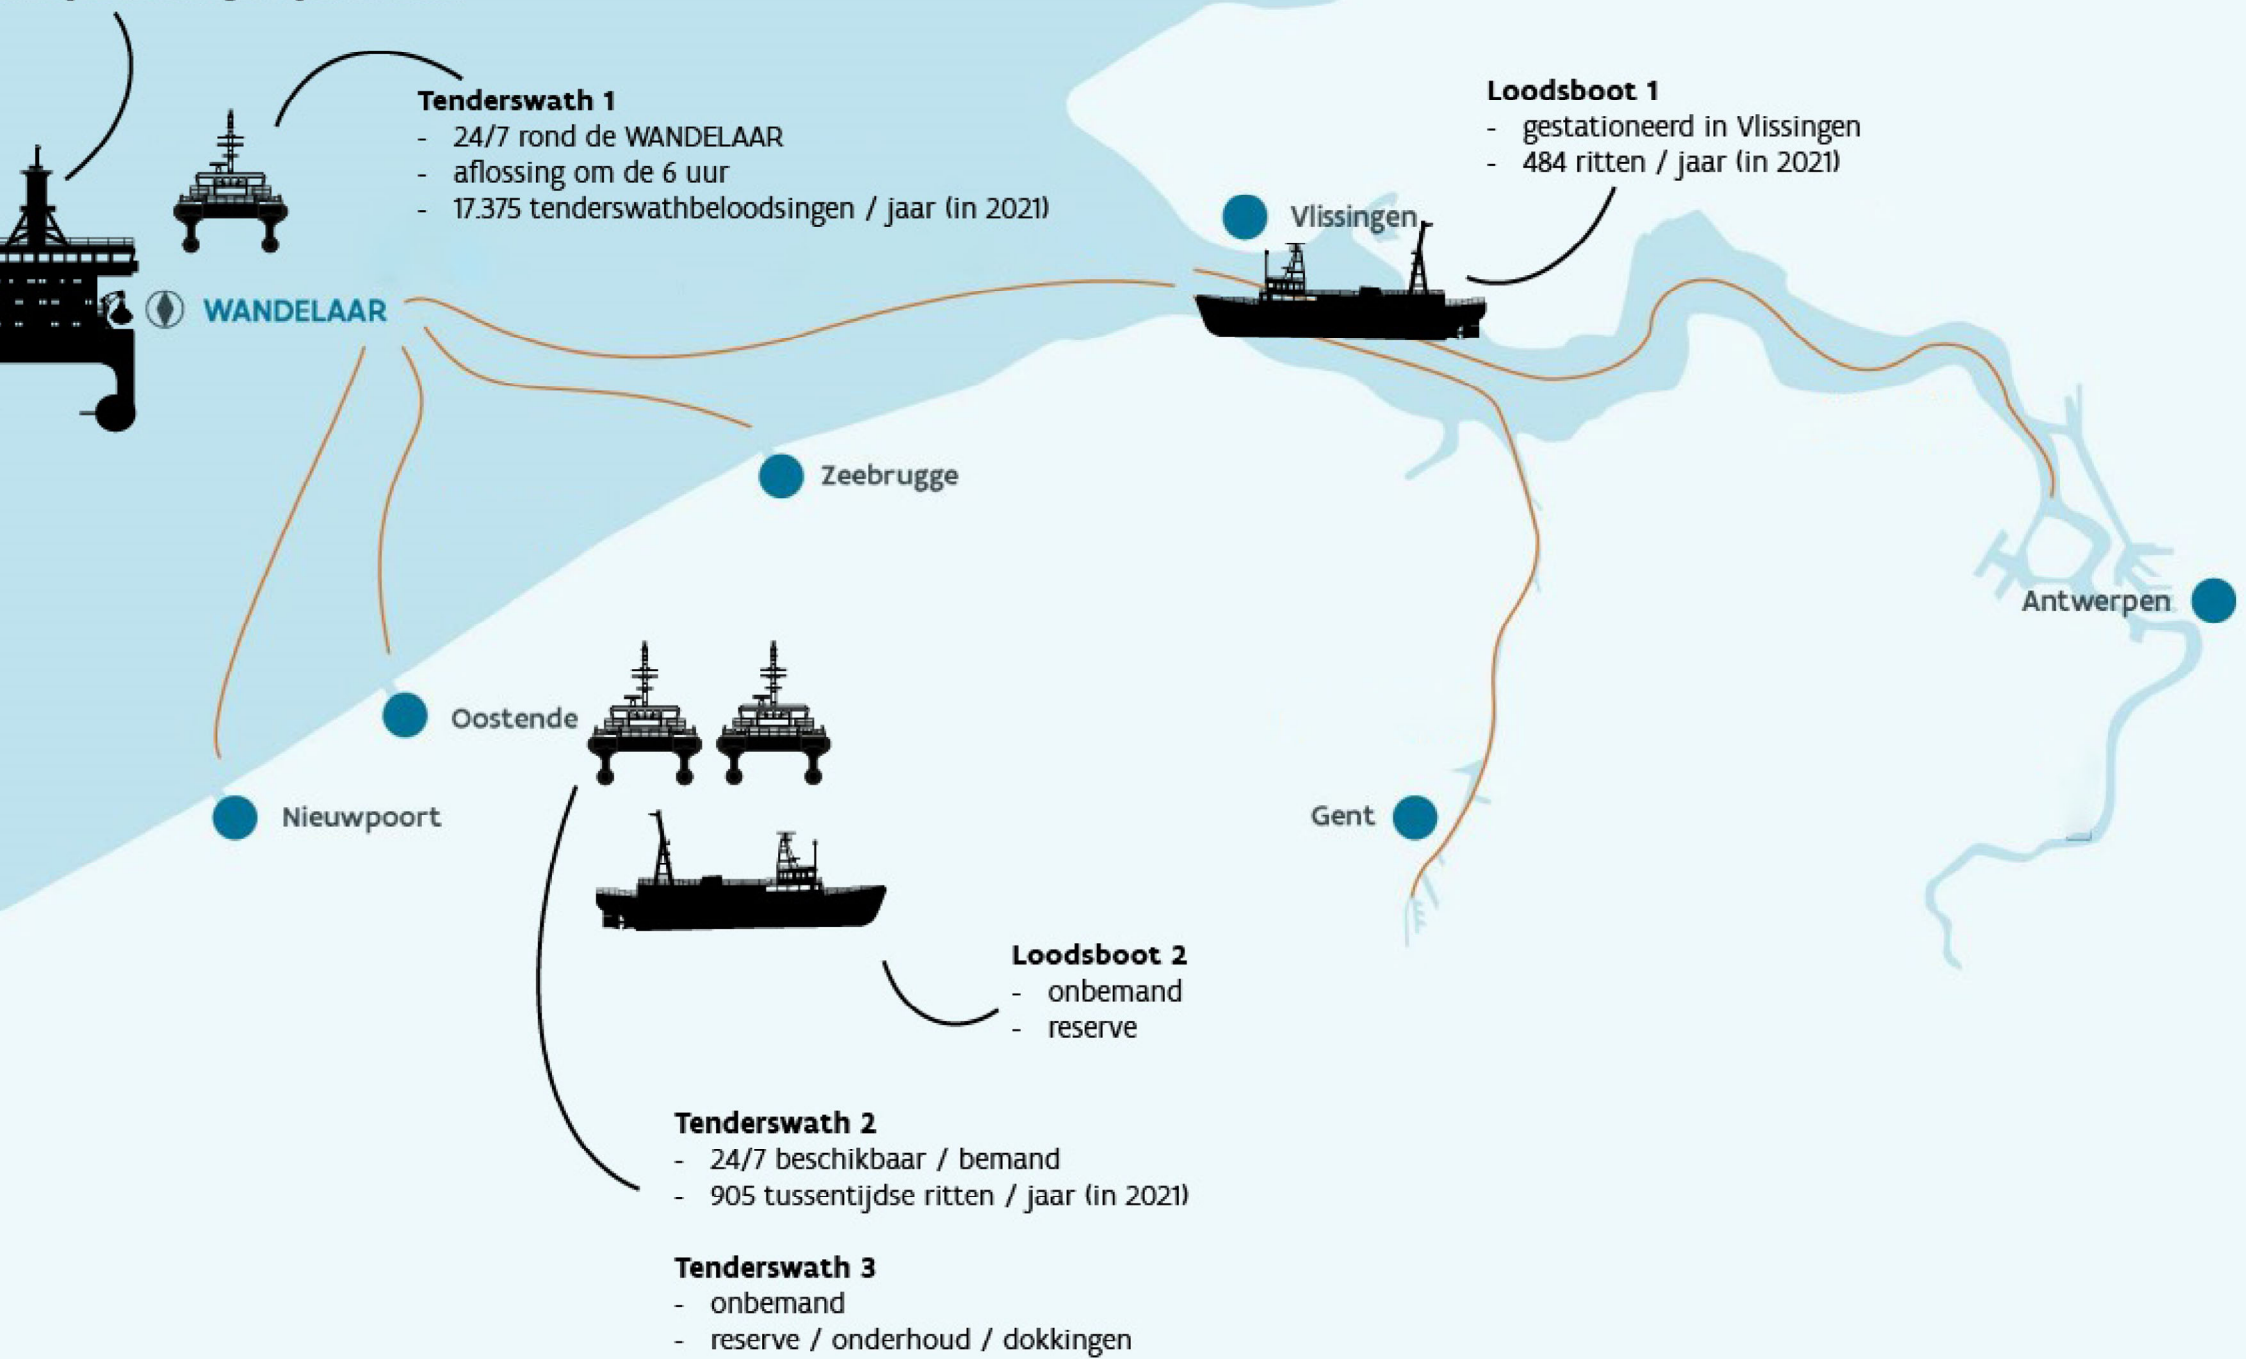 Tenderswath 1
- 24/7 rond de WANDELAAR
- aflossing om de 6 uur
- 17.375 tenderswathbeloodsingen / jaar (in 2021)
Loodsboot 1
- gestationeerd in Vlissingen
- 484 ritten / jaar (in 2021)
Vlissingen
WANDELAAR
Zeebrugge
Antwerpen
Oostende
Nieuwpoort
Gent
Loodsboot 2
- onbemand
- reserve
Tenderswath 2
- 24/7 beschikbaar / bemand
- 905 tussentijdse ritten / jaar (in 2021)
Tenderswath 3
- onbemand
- reserve / onderhoud / dokkingen